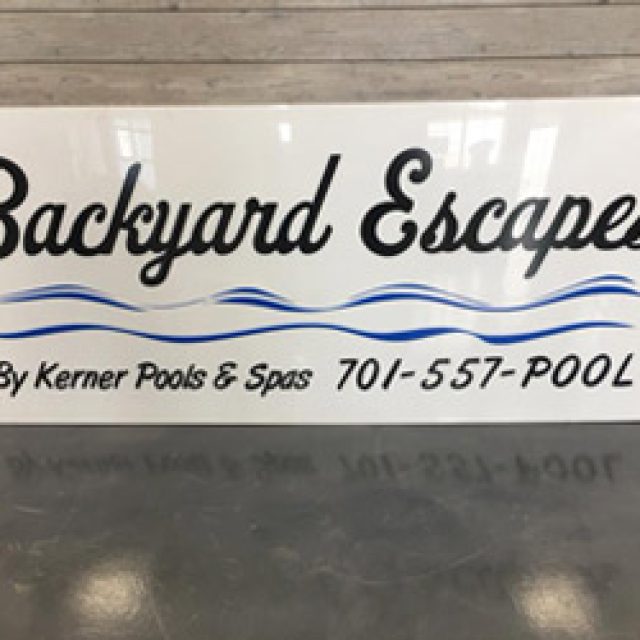 Backyard Escapes
By Kerner Pools & Spas 701-557-POOL